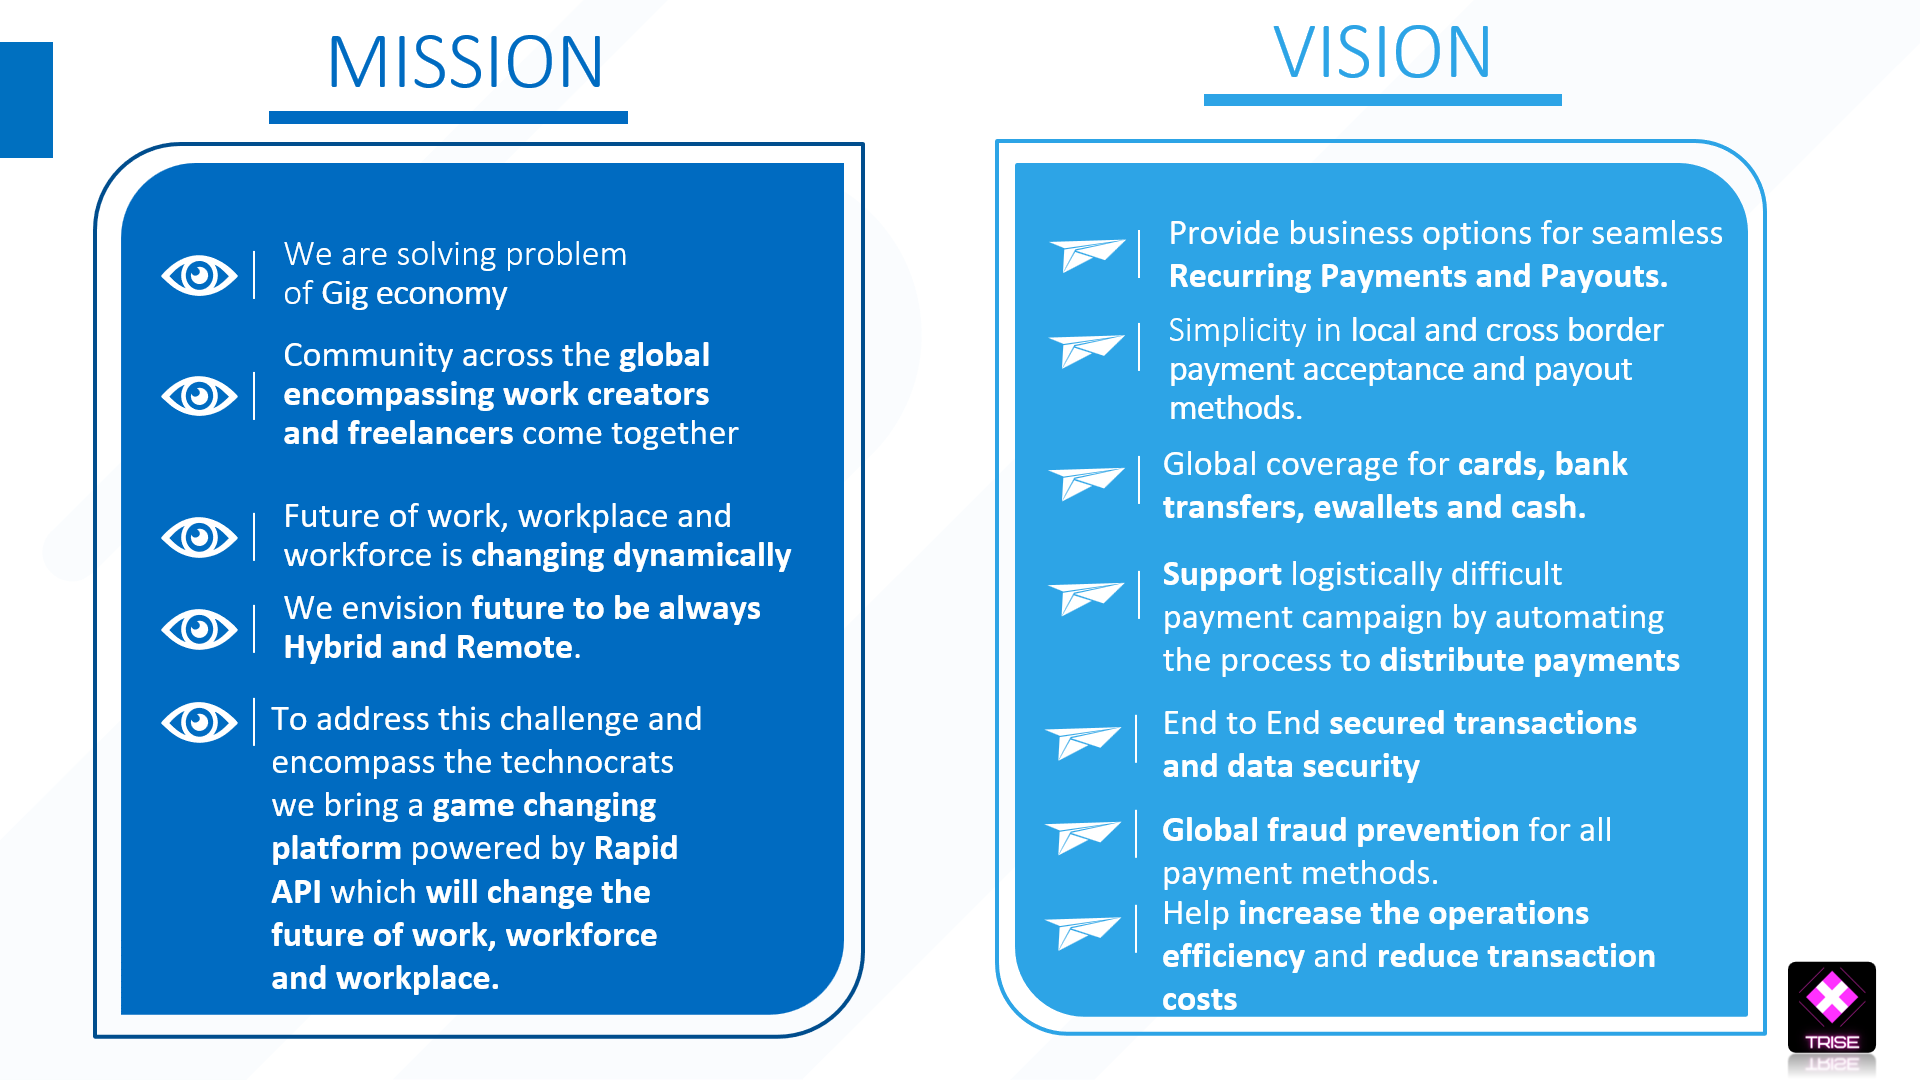 MISSION
We are solving problem
of Gig economy
Community across the global
encompassing work creators
and freelancers come together
Future of work, workplace and
workforce is changing dynamically
We envision future to be always
Hybrid and Remote.
To address this challenge and
encompass the technocrats
we bring a game changing
platform powered by Rapid
API which will change the
future of work, workforce
and workplace.
VISION
Provide business options for seamless
Recurring Payments and Payouts.
Simplicity in local and cross border
payment acceptance and payout
methods.
Global coverage for cards, bank
transfers, ewallets and cash.
Support logistically difficult
payment campaign by automating
the process to distribute payments
End to End secured transactions
and data security
Global fraud prevention for all
payment methods.
Help increase the operations
efficiency and reduce transaction
costs
TRISE